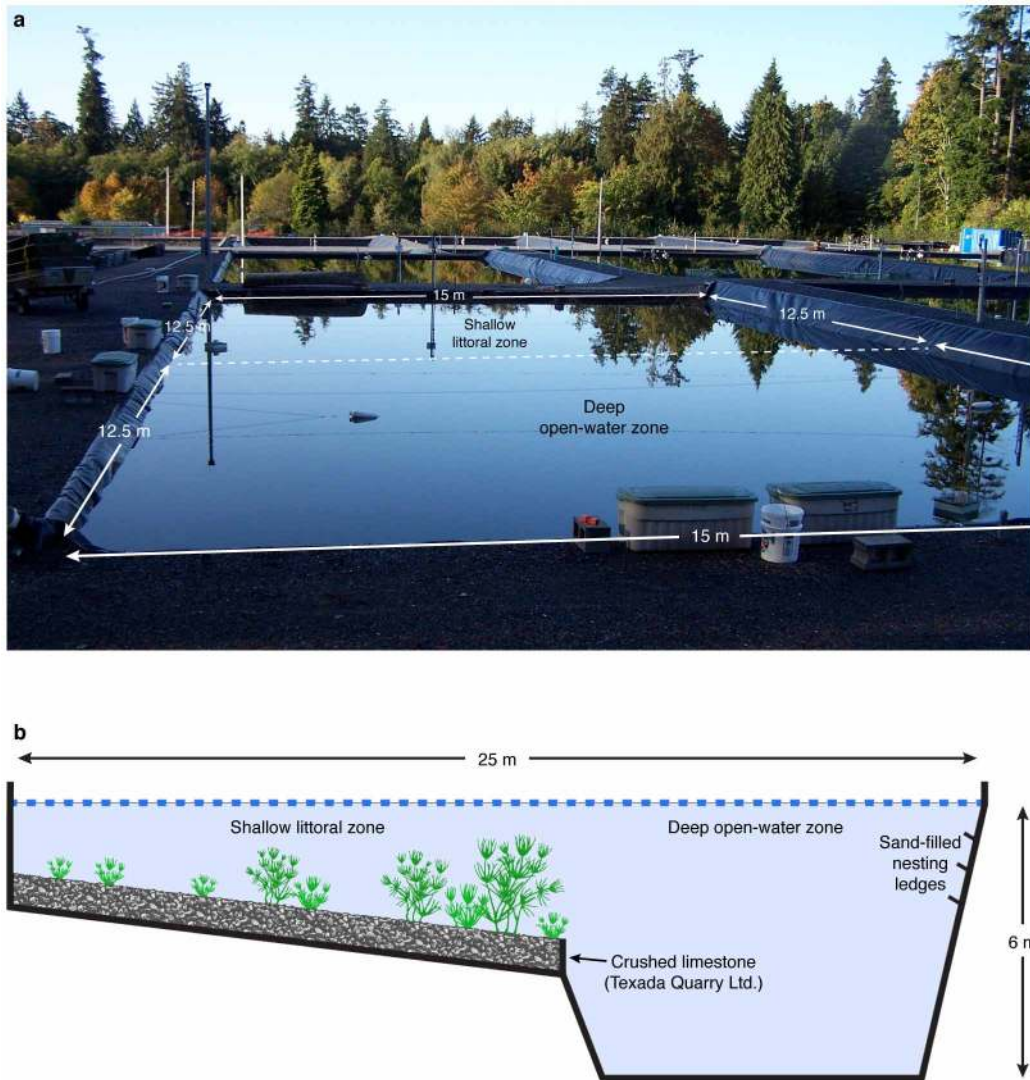 a
15 m
12.5 m
12.5 m
Shallow
littoral zone
Deep
open-water zone
12.5 m
15 m
b
25 m
Shallow littoral zone
Deep open-water zone
Sand-filled
nesting
ledges
6 m
Crushed limestone
(Texada Quarry Ltd.)